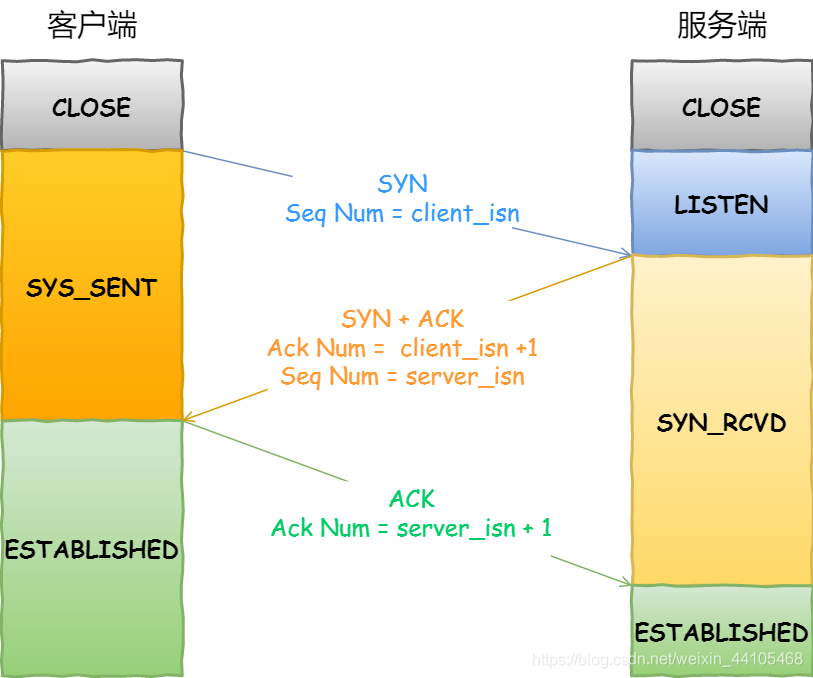 客户端
服务端
CLOSE
CLOSE
SYN
Seq Num = client_isn
LISTEN
SYS_SENT
SYN + ACK
Ack Num = client_isn +1
Seq Num = server_isn
SYN_RCVD
ACK
Ack Num = server_isn + 1
ESTABLISHED
ESTABLISHED
https://blog.csdn.net/weixin_44105468